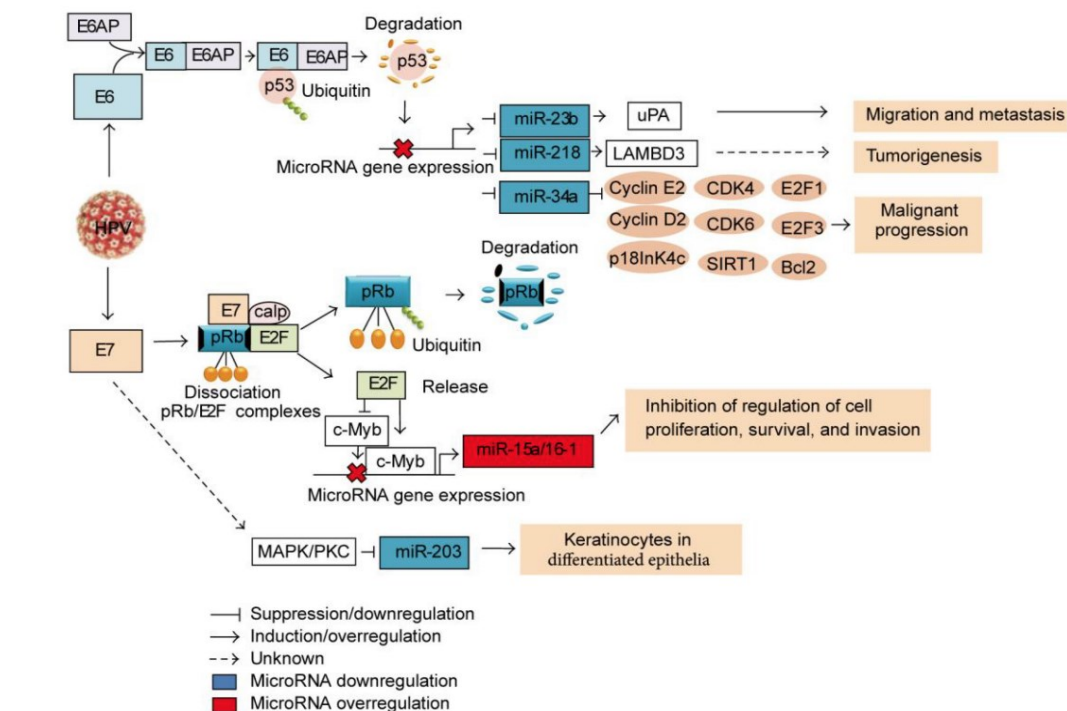 E6AP
E6
E6 E6AP
E6 E6AP
p53
Ubiquitin
Degradation
p53
MicroRNA gene expression
miR-23b
uPA
Migration and metastasis
miR-218
LAMBD3
Tumorigenesis
miR-34a
Cyclin E2
CDK4
E2F1
Cyclin D2
CDK6
E2F3
p18InK4c
SIRT1
Bcl2
Malignant
progression
HPV
E7
E7
calp
pRb
E2F
Dissociation
pRb/E2F complexes
pRb
Ubiquitin
Degradation
pRb
E2F
Release
c-Myb
c-Myb
MicroRNA gene expression
miR-15a/16-1
Inhibition of regulation of cell
proliferation, survival, and invasion
MAPK/PKC
miR-203
Keratinocytes in
differentiated epithelia
Suppression/downregulation
Induction/overregulation
Unknown
MicroRNA downregulation
MicroRNA overregulation